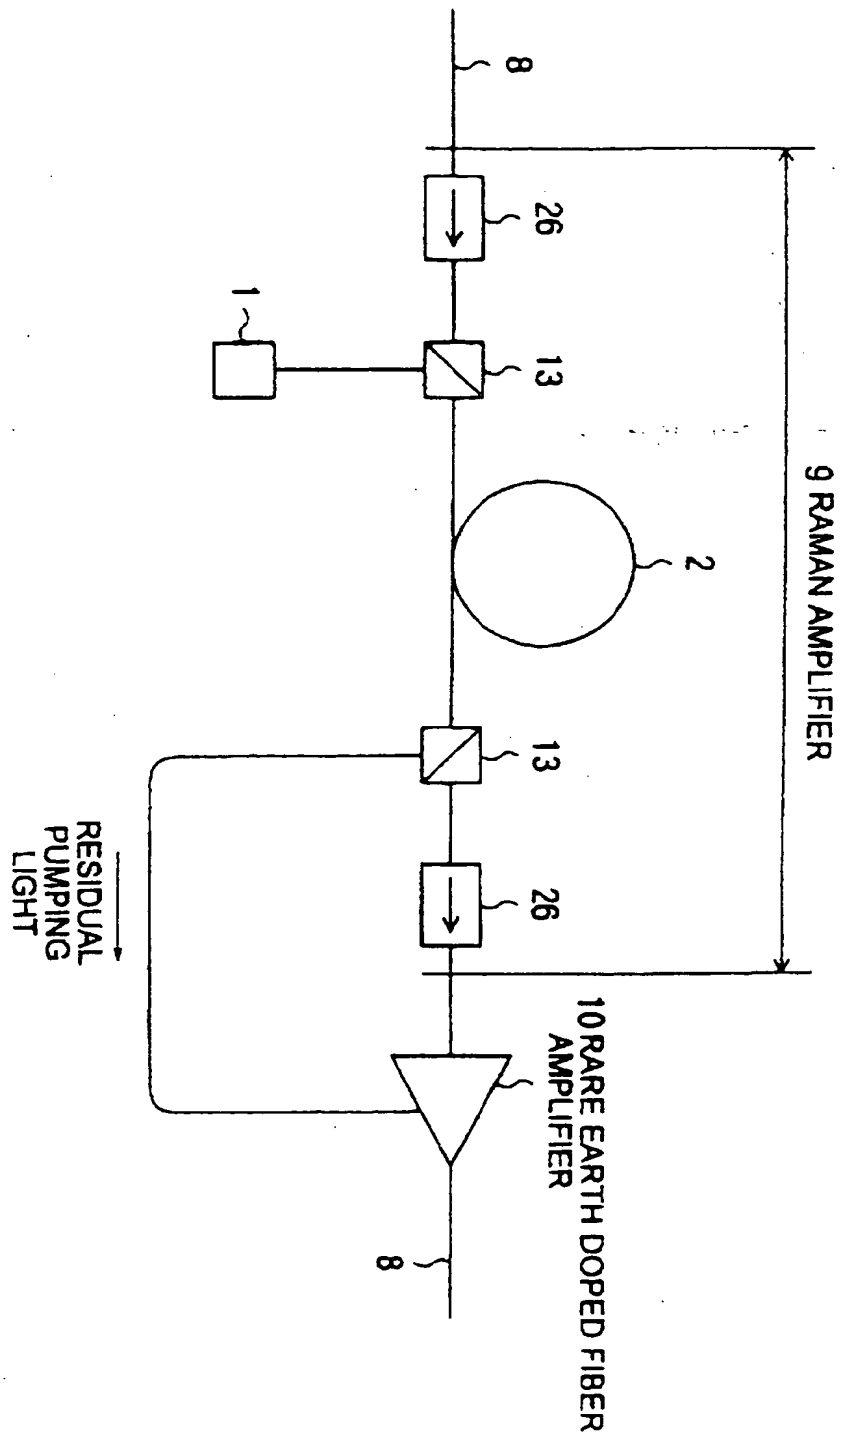 9 RAMAN AMPLIFIER
8
26
13
2
13
26
10 RARE EARTH DOPED FIBER
AMPLIFIER
1
8
RESIDUAL
PUMPING
LIGHT